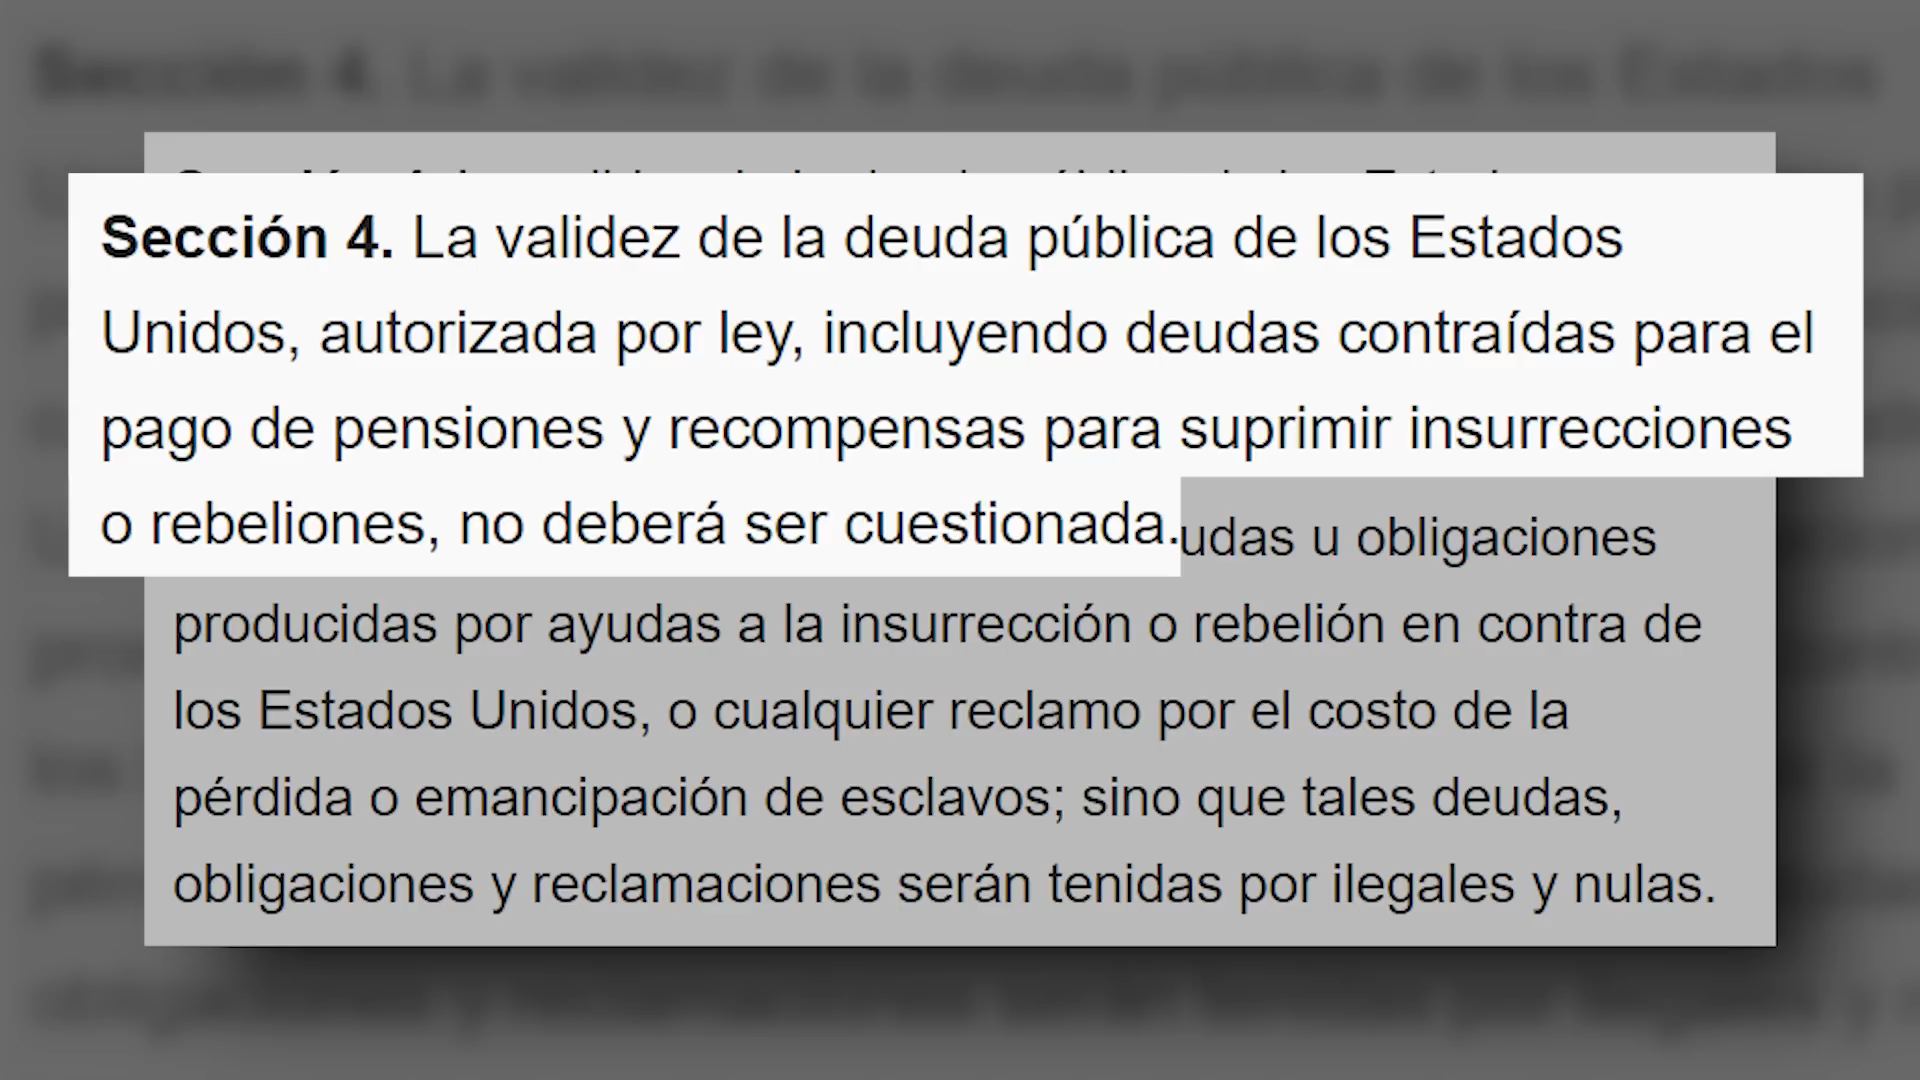 Sección 4. La validez de la deuda pública de los Estados
Unidos, autorizada por ley, incluyendo deudas contraídas para el
pago de pensiones y recompensas para suprimir insurrecciones
o rebeliones, no deberá ser cuestionada.
udas u obligaciones
producidas por ayudas a la insurrección o rebelión en contra de
los Estados Unidos, o cualquier reclamo por el costo de la
pérdida o emancipación de esclavos; sino que tales deudas,
obligaciones y reclamaciones serán tenidas por ilegales y nulas.